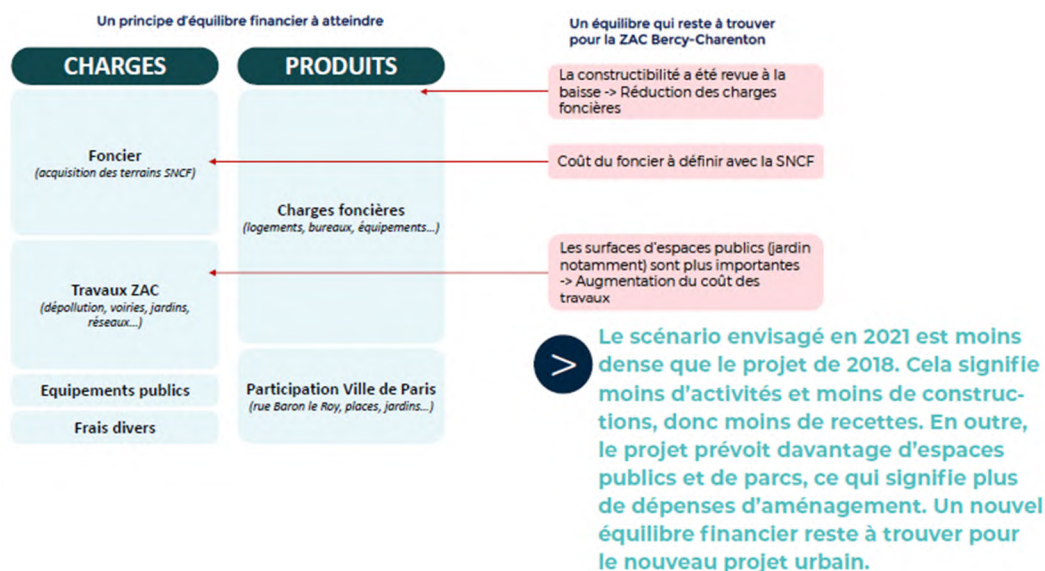 Un principe d'équilibre financier à atteindre
CHARGES
PRODUITS
Foncier
(acquisition des terrains SNCF)
Travaux ZAC
(dépollution, voiries, jardins,
réseaux...)
Equipements publics
Frais divers
Charges foncières
(logements, bureaux, équipements...)
Participation Ville de Paris
(rue Baron le Roy, places, jardins...)
Un équilibre qui reste à trouver
pour la ZAC Bercy-Charenton
La constructibilité a été revue à la
baisse -> Réduction des charges
foncières
Coût du foncier à définir avec la SNCF
Les surfaces d'espaces publics (jardin
notamment) sont plus importantes
-> Augmentation du coût des
travaux
>
Le scénario envisagé en 2021 est moins
dense que le projet de 2018. Cela signifie
moins d'activités et moins de construc-
tions, donc moins de recettes. En outre,
le projet prévoit davantage d'espaces
publics et de parcs, ce qui signifie plus
de dépenses d'aménagement. Un nouvel
équilibre financier reste à trouver pour
le nouveau projet urbain.